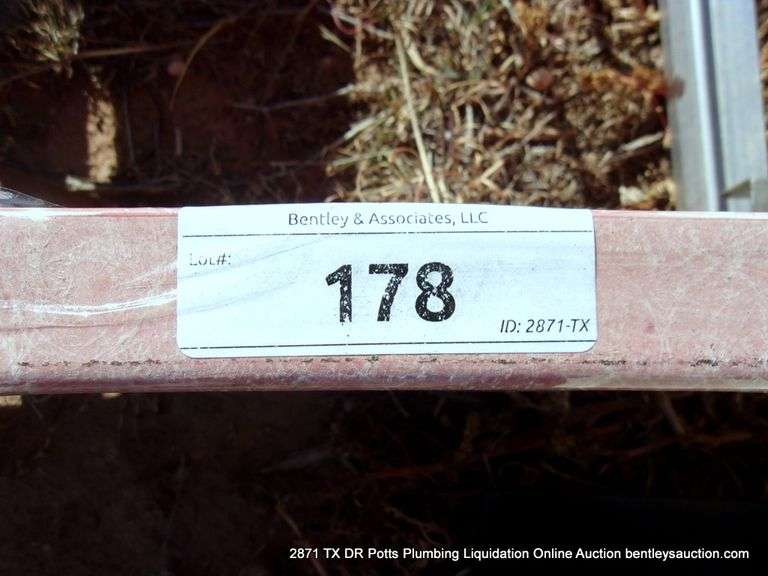 Bentley & Associates, LLC
Lot#:
178
ID: 2871-TX
2871 TX DR Potts Plumbing Liquidation Online Auction bentleysauction.com